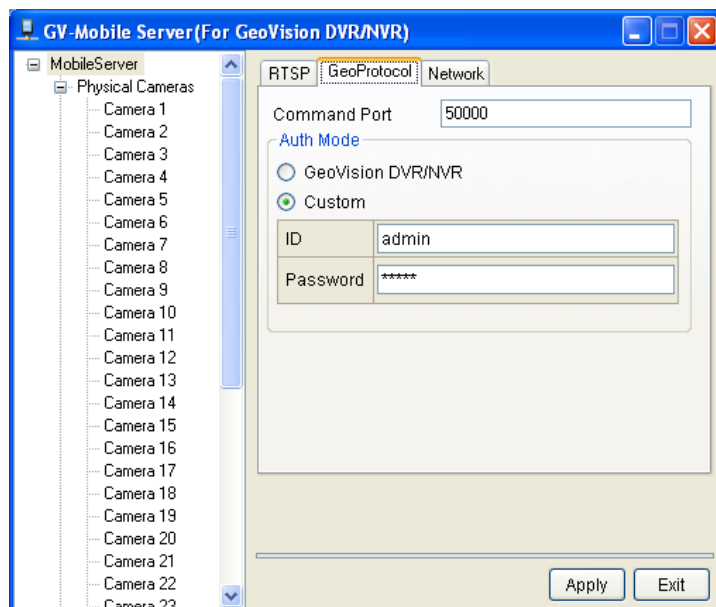 GV-Mobile Server(For GeoVision DVR/NVR)
MobileServer
Physical Cameras
Camera 1
Camera 2
Camera 3
Camera 4
Camera 5
Camera 6
Camera 7
Camera 8
Camera 9
Camera 10
Camera 11
Camera 12
Camera 13
Camera 14
Camera 15
Camera 16
Camera 17
Camera 18
Camera 19
Camera 20
Camera 21
Camera 22
Camera 23
RTSP GeoProtocol Network
Command Port 50000
Auth Mode
GeoVision DVR/NVR
Custom
ID admin
Password *****
Apply Exit